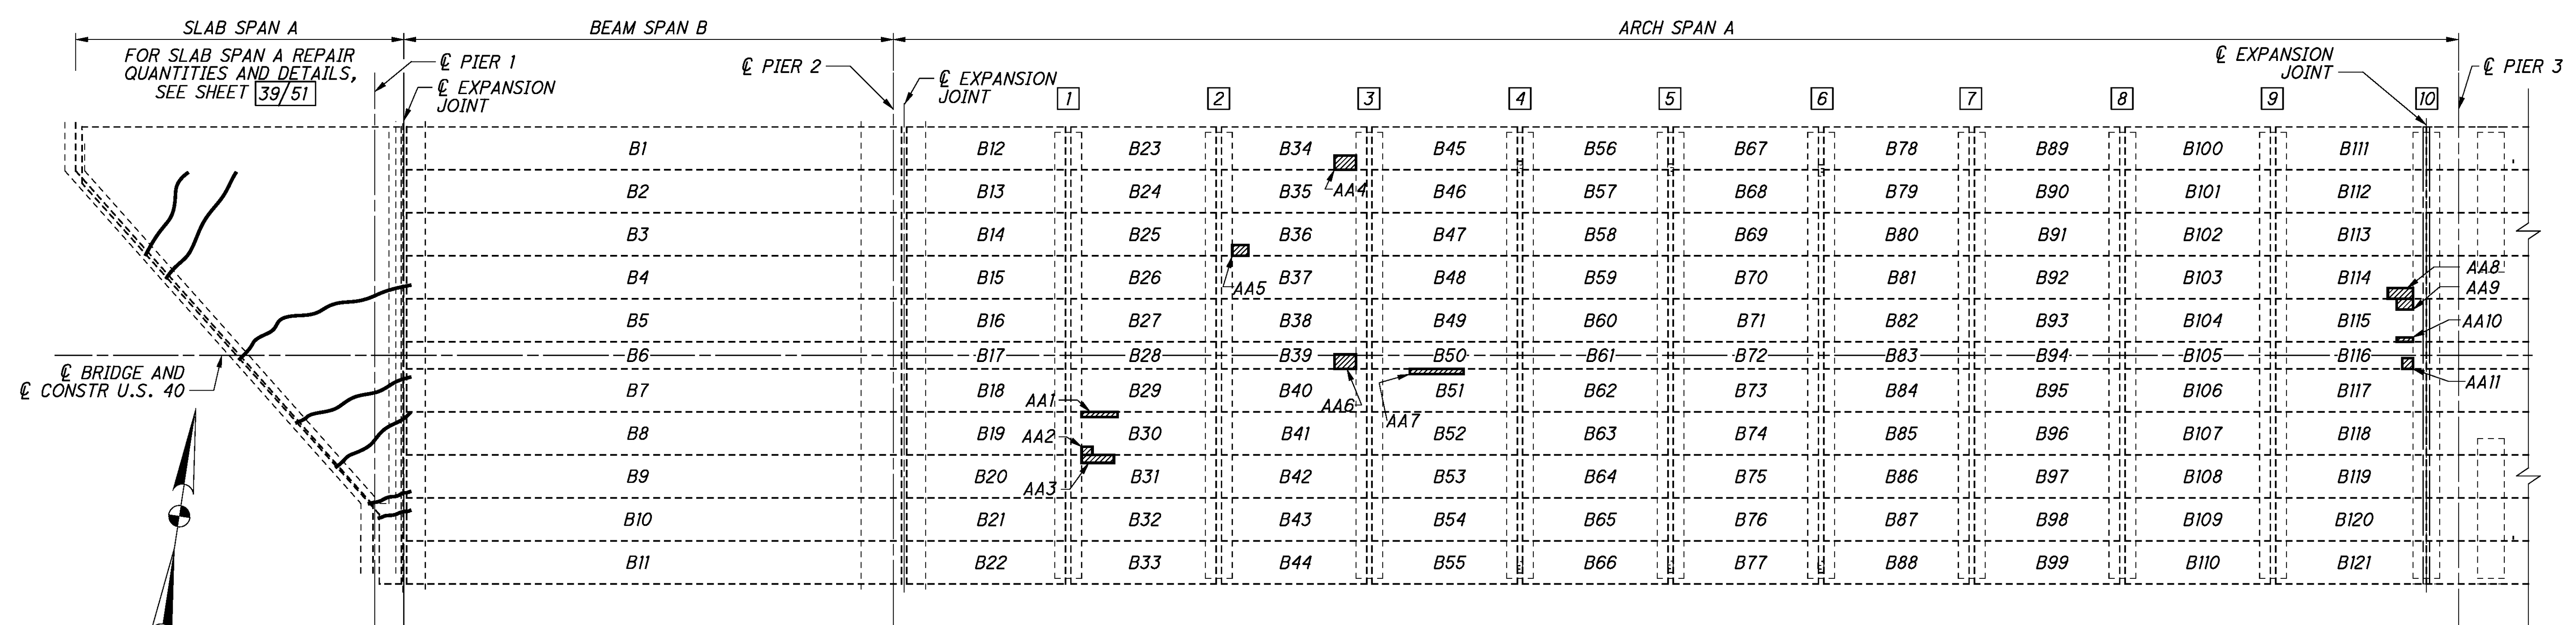 SLAB SPAN A
BEAM SPAN B
ARCH SPAN A
FOR SLAB SPAN A REPAIR
QUANTITIES AND DETAILS,
SEE SHEET 39/51
℄ PIER 1
℄ EXPANSION
JOINT
℄ PIER 2
℄ EXPANSION
JOINT
℄ EXPANSION
JOINT
℄ PIER 3
1 2 3 4 5 6 7 8 9 10
B1 B12 B23 B34 B45 B56 B67 B78 B89 B100 B111
AA4
B2 B13 B24 B35 B46 B57 B68 B79 B90 B101 B112
B3 B14 B25 B36 B47 B58 B69 B80 B91 B102 B113
B4 B15 B26 B37 B48 B59 B70 B81 B92 B103 B114
AA8
AA5
AA9
B5 B16 B27 B38 B49 B60 B71 B82 B93 B104 B115
AA10
B6 B17 B28 B39 B50 B61 B72 B83 B94 B105 B116
℄ BRIDGE AND
℄ CONSTR U.S. 40
AA11
B7 B18 B29 B40 B51 B62 B73 B84 B95 B106 B117
AA1
AA6
AA7
B8 B19 B30 B41 B52 B63 B74 B85 B96 B107 B118
AA2
B9 B20 B31 B42 B53 B64 B75 B86 B97 B108 B119
AA3
B10 B21 B32 B43 B54 B65 B76 B87 B98 B109 B120
B11 B22 B33 B44 B55 B66 B77 B88 B99 B110 B121